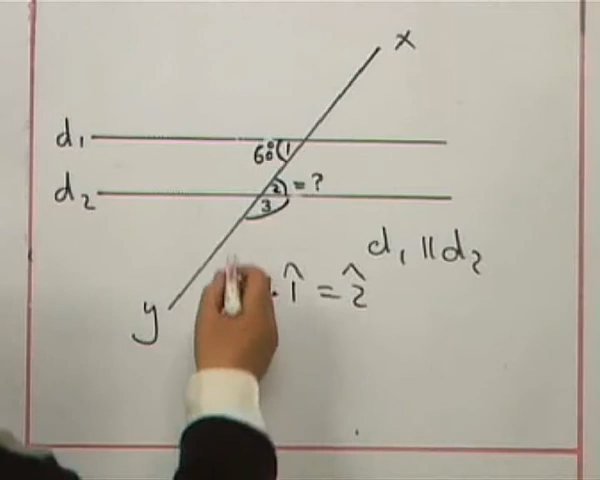 x
d₁
60° 1
d₂
2 = ?
3
d₁ || d₂
1̂ = 2̂
y